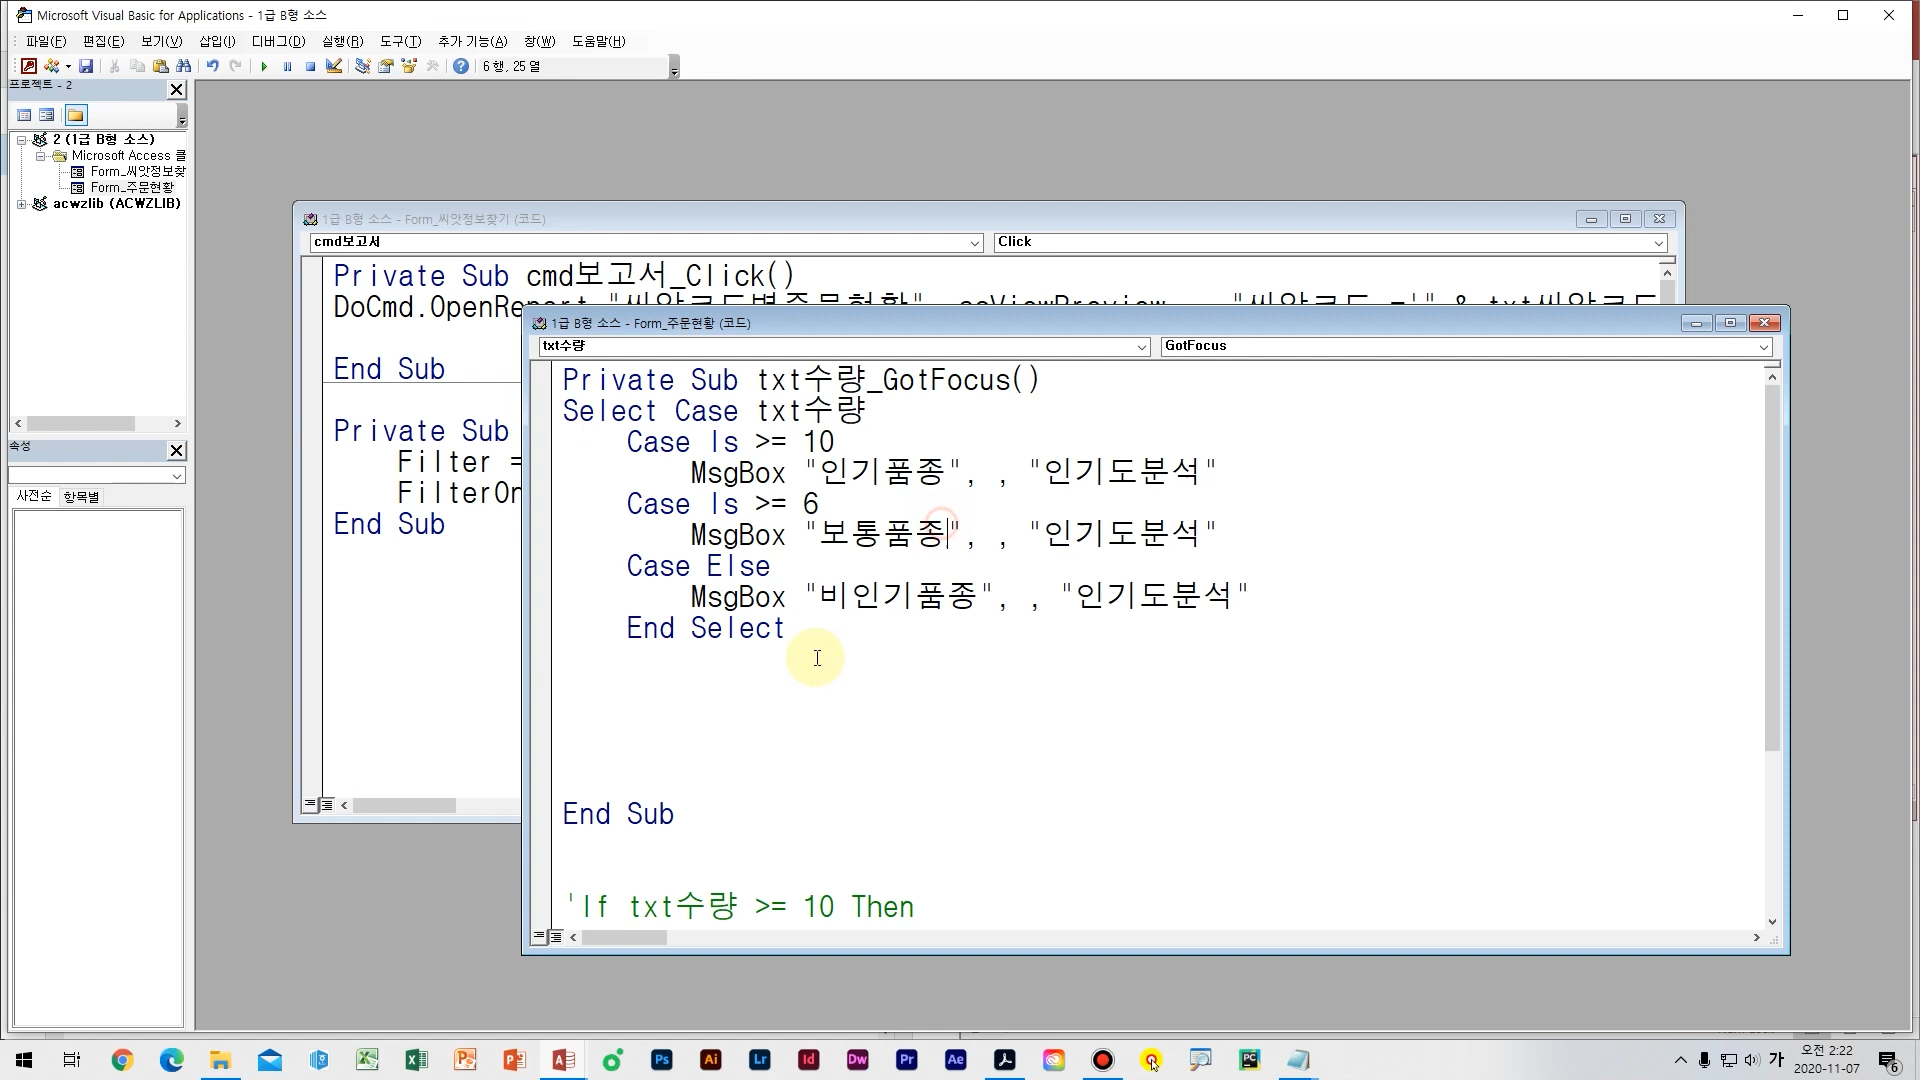 Microsoft Visual Basic for Applications - 1급 B형 소스
파일(F) 편집(E) 보기(V) 삽입(I) 디버그(D) 실행(R) 도구(T) 추가 기능(A) 창(W) 도움말(H)
6 행, 25 열
프로젝트 - 2
2 (1급 B형 소스)
Microsoft Access 클
Form_씨앗정보찾
Form_주문현황
acwzlib (ACWZLIB)
속성
사전순 항목별
1급 B형 소스 - Form_씨앗정보찾기 (코드)
cmd보고서 Click
Private Sub cmd보고서_Click()
DoCmd.OpenRe
End Sub
Private Sub
Filter =
FilterOn
End Sub
1급 B형 소스 - Form_주문현황 (코드)
txt수량 GotFocus
Private Sub txt수량_GotFocus()
Select Case txt수량
Case Is >= 10
MsgBox "인기품종", , "인기도분석"
Case Is >= 6
MsgBox "보통품종", , "인기도분석"
Case Else
MsgBox "비인기품종", , "인기도분석"
End Select
End Sub
'If txt수량 >= 10 Then
Ps Ai Lr Id Dw Pr Ae PC
가 오전 2:22
2020-11-07
6